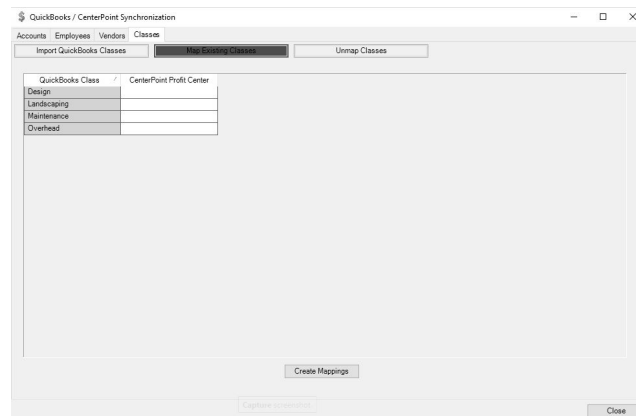 QuickBooks / CenterPoint Synchronization
Accounts Employees Vendors Classes
Import QuickBooks Classes Map Existing Classes Unmap Classes
QuickBooks Class CenterPoint Profit Center
Design
Landscaping
Maintenance
Overhead
Create Mappings
Capture
Close